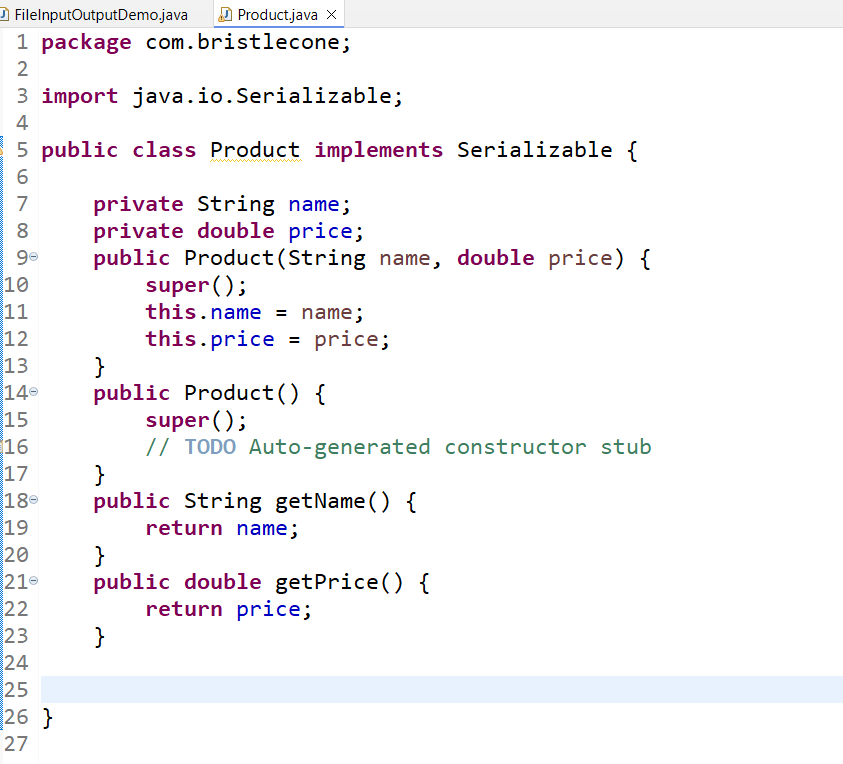 FileInputOutputDemo.java Product.java
1 package com.bristlecone;
2
3 import java.io.Serializable;
4
5 public class Product implements Serializable {
6
7     private String name;
8     private double price;
9     public Product(String name, double price) {
10         super();
11         this.name = name;
12         this.price = price;
13     }
14     public Product() {
15         super();
16         // TODO Auto-generated constructor stub
17     }
18     public String getName() {
19         return name;
20     }
21     public double getPrice() {
22         return price;
23     }
24
25
26 }
27